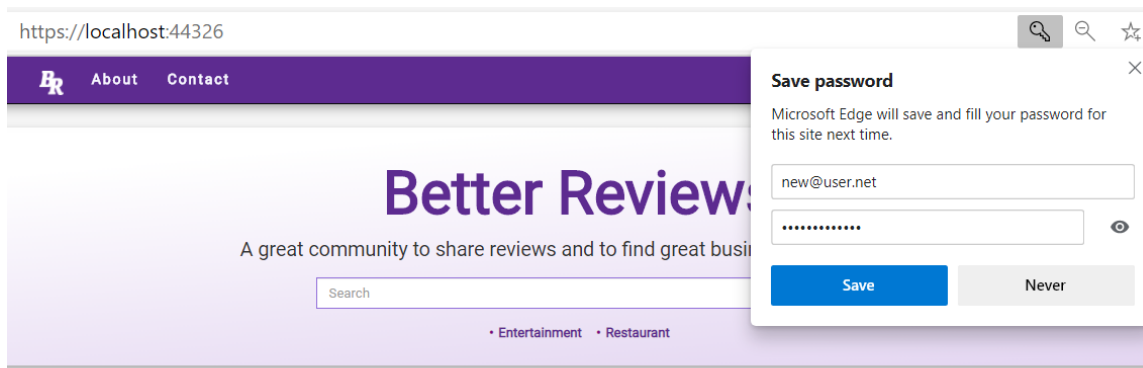 https://localhost:44326
BR
About
Contact
Save password
Microsoft Edge will save and fill your password for
this site next time.
new@user.net
•••••••••••••
Save
Never
Better Reviews
A great community to share reviews and to find great busi
Search
• Entertainment • Restaurant